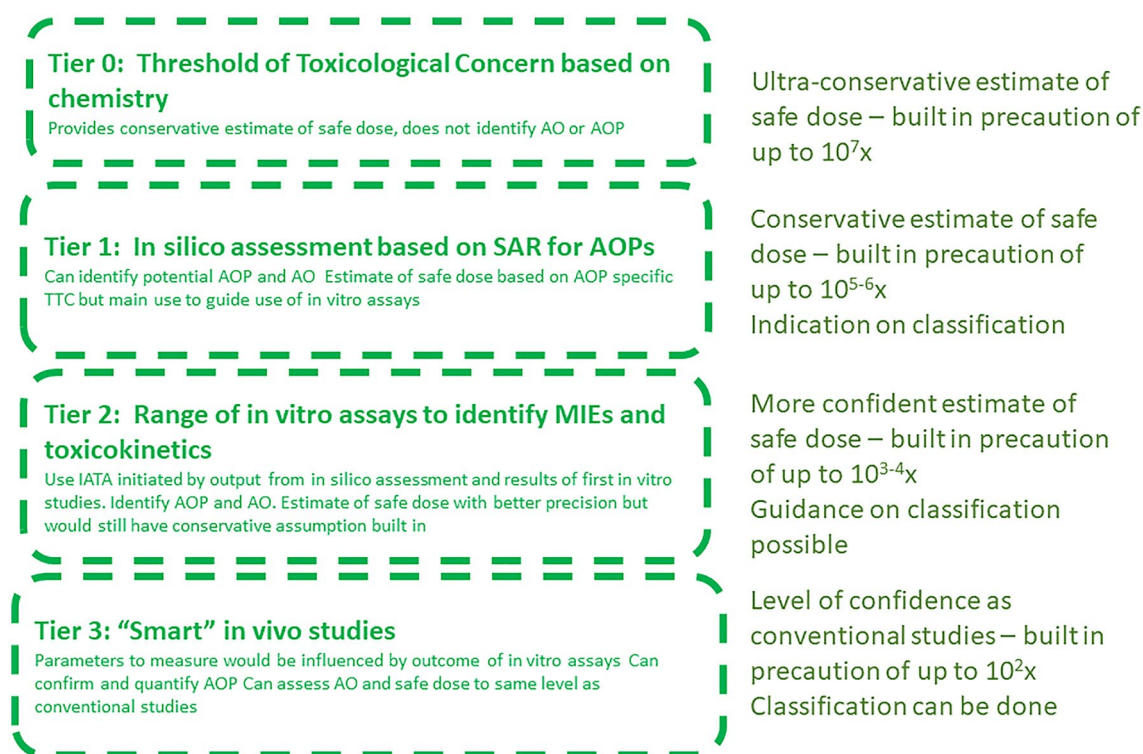 Tier 0:  Threshold of Toxicological Concern based on
chemistry
Provides conservative estimate of safe dose, does not identify AO or AOP
Ultra-conservative estimate of
safe dose – built in precaution of
up to 10⁷x
Tier 1:  In silico assessment based on SAR for AOPs
Can identify potential AOP and AO  Estimate of safe dose based on AOP specific
TTC but main use to guide use of in vitro assays
Conservative estimate of safe
dose – built in precaution of
up to 10⁵⁻⁶x
Indication on classification
Tier 2:  Range of in vitro assays to identify MIEs and
toxicokinetics
Use IATA initiated by output from in silico assessment and results of first in vitro
studies. Identify AOP and AO. Estimate of safe dose with better precision but
would still have conservative assumption built in
More confident estimate of
safe dose – built in precaution
of up to 10³⁻⁴x
Guidance on classification
possible
Tier 3: “Smart” in vivo studies
Parameters to measure would be influenced by outcome of in vitro assays  Can
confirm and quantify AOP Can assess AO and safe dose to same level as
conventional studies
Level of confidence as
conventional studies – built in
precaution of up to 10²x
Classification can be done